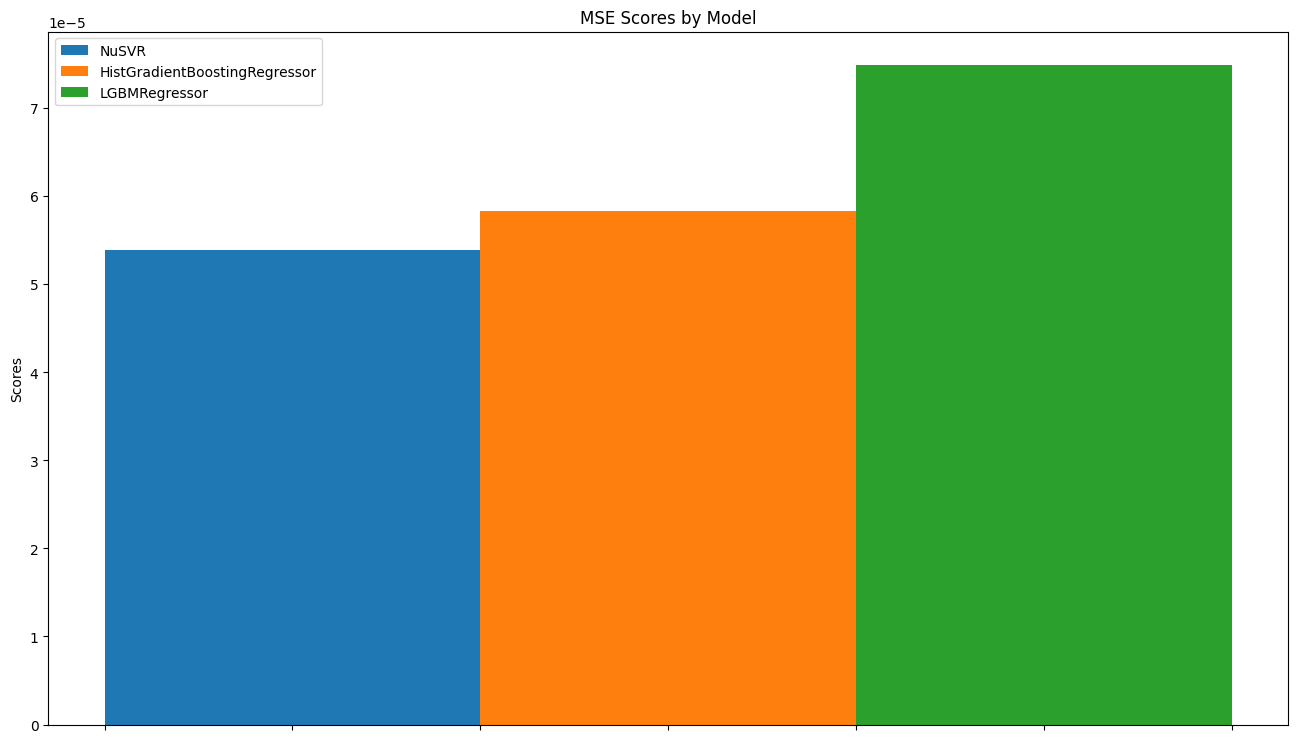 MSE Scores by Model
1e−5
NuSVR
HistGradientBoostingRegressor
LGBMRegressor
7
6
5
4
3
2
1
0
Scores